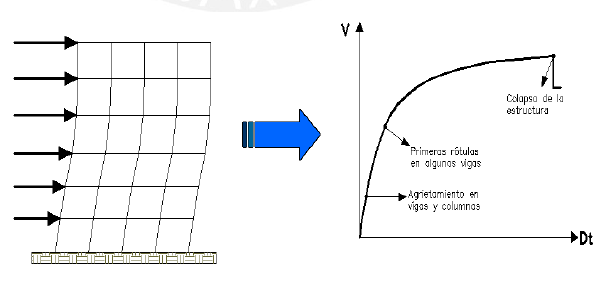 V
Colapso de la
estructura
Primeras rótulas
en algunas vigas
Agrietamiento en
vigas y columnas
Dt